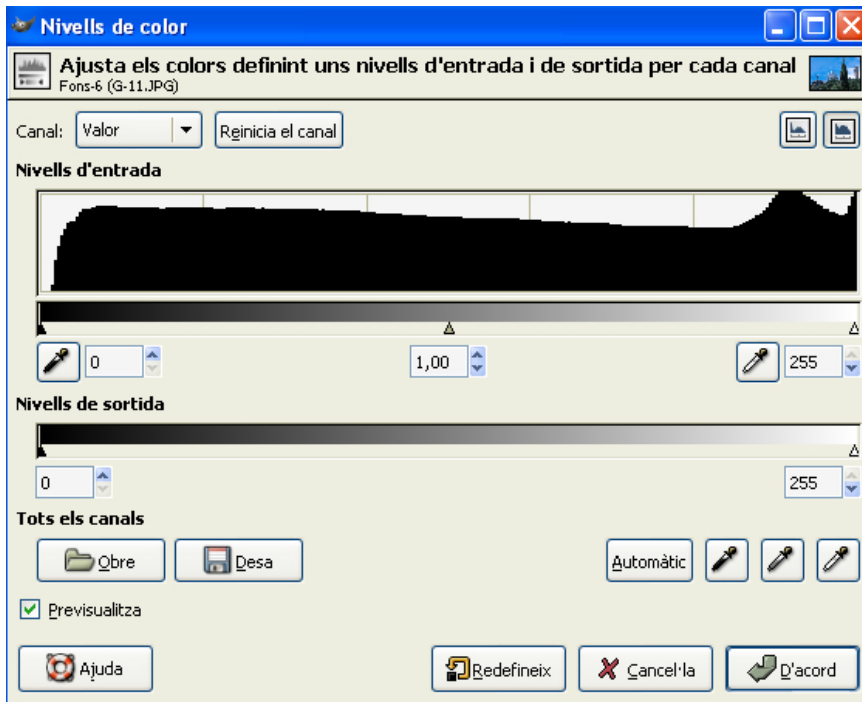 Nivells de color
Ajusta els colors definint uns nivells d'entrada i de sortida per cada canal
Fons-6 (G-11.JPG)
Canal: Valor Reinicia el canal
Nivells d'entrada
0 1,00 255
Nivells de sortida
0 255
Tots els canals
Obre Desa Automàtic
Previsualitza
Ajuda Redefineix Cancel·la D'acord